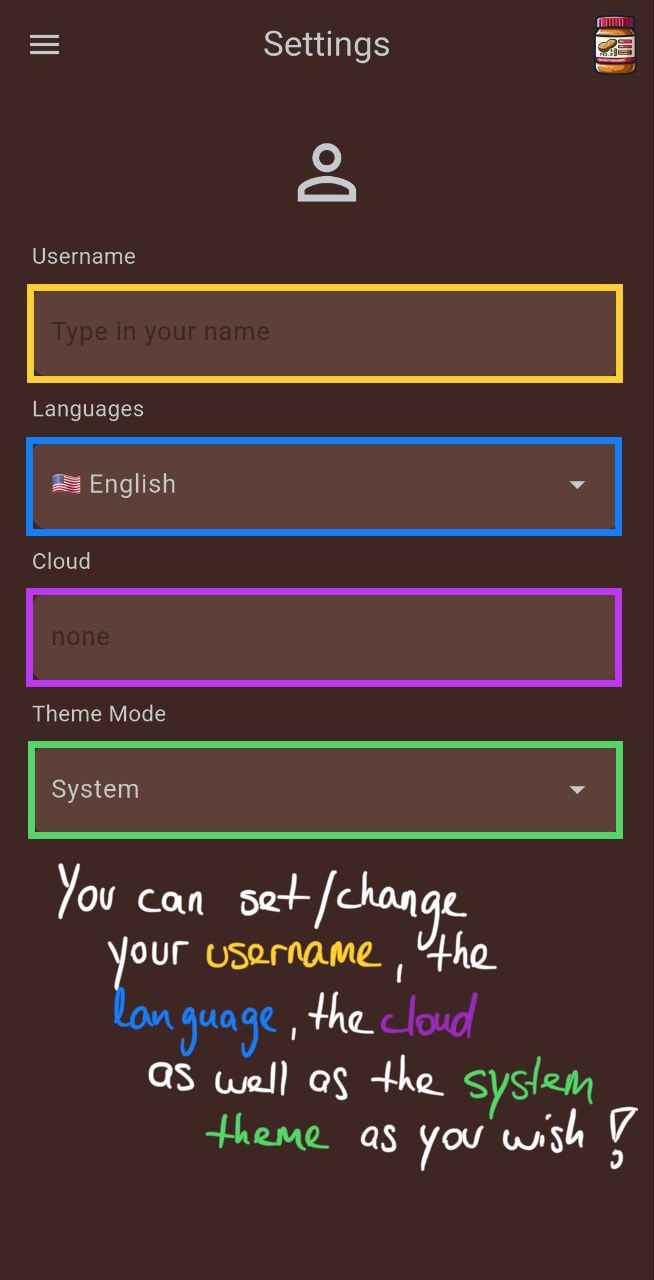 Settings
Username
Type in your name
Languages
🇺🇸 English
Cloud
none
Theme Mode
System
You can set/change
your username, the
language, the cloud
as well as the system
theme as you wish!